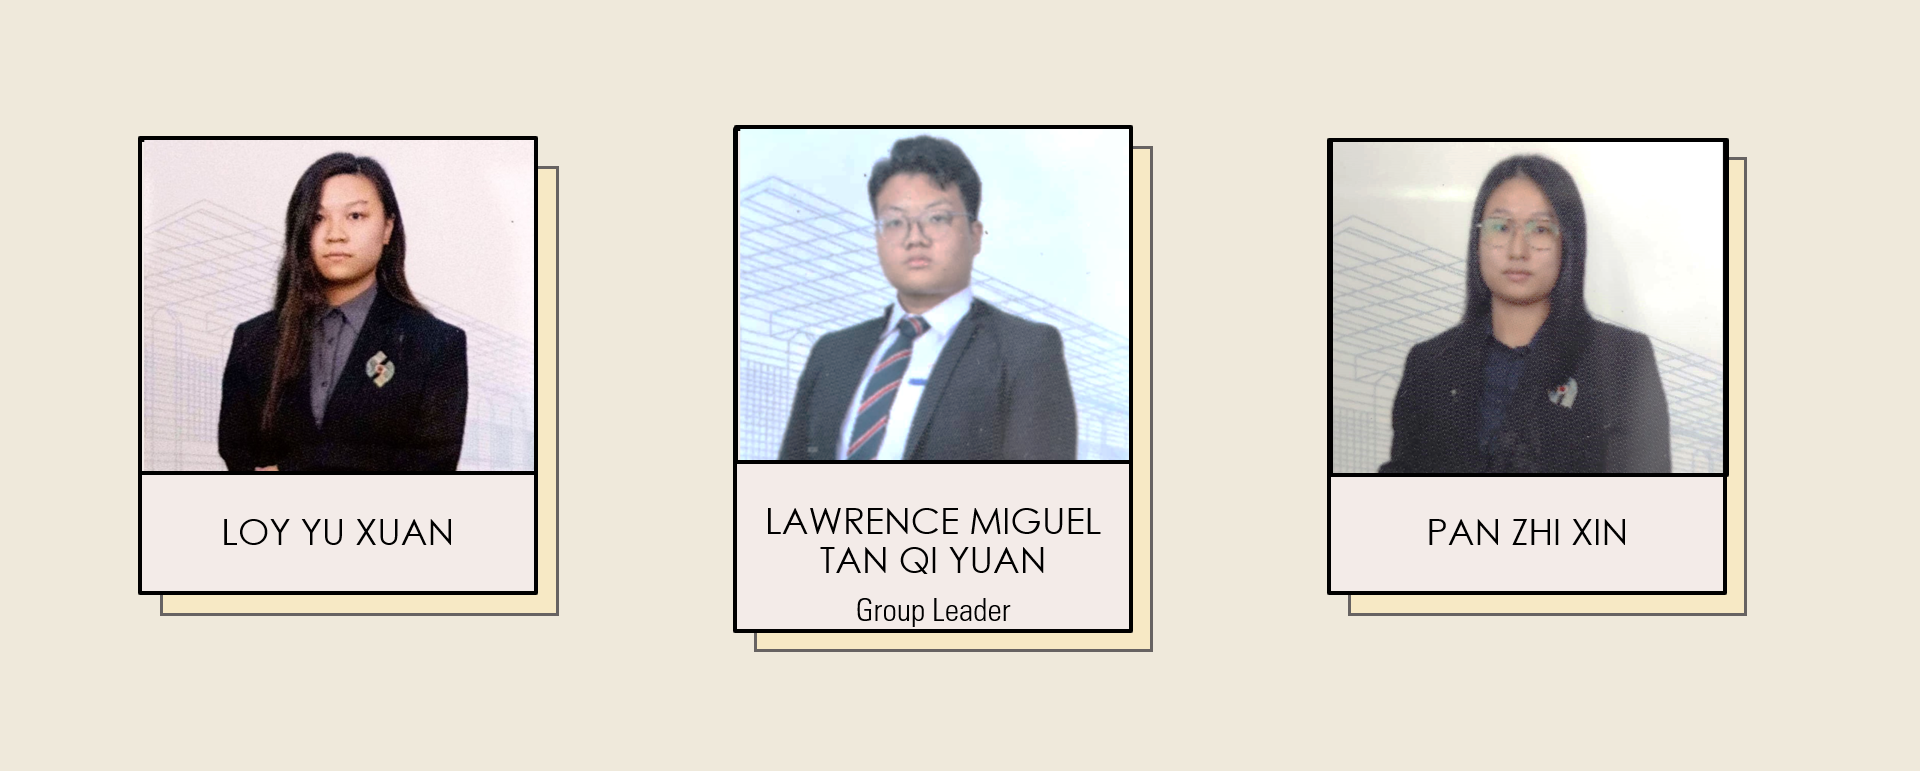 LOY YU XUAN
LAWRENCE MIGUEL
TAN QI YUAN
Group Leader
PAN ZHI XIN